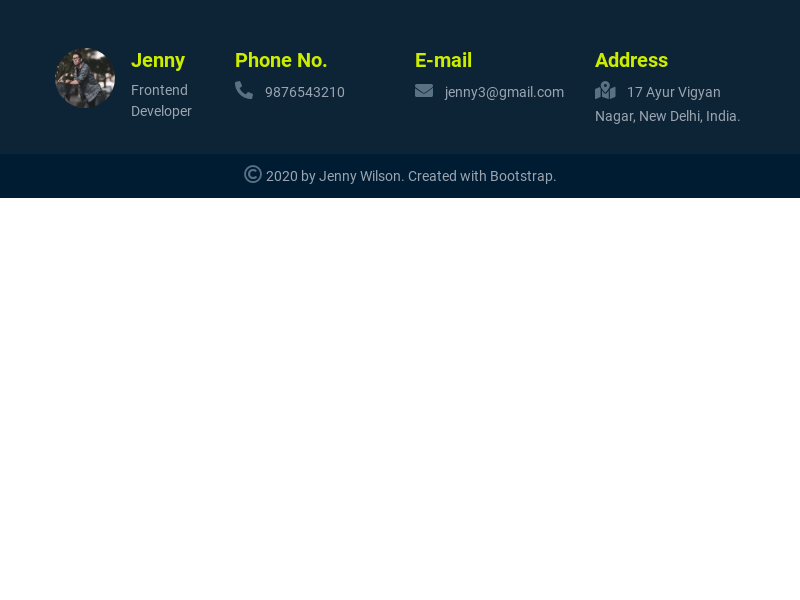 Jenny
Frontend
Developer
Phone No.
9876543210
E-mail
jenny3@gmail.com
Address
17 Ayur Vigyan
Nagar, New Delhi, India.
© 2020 by Jenny Wilson. Created with Bootstrap.